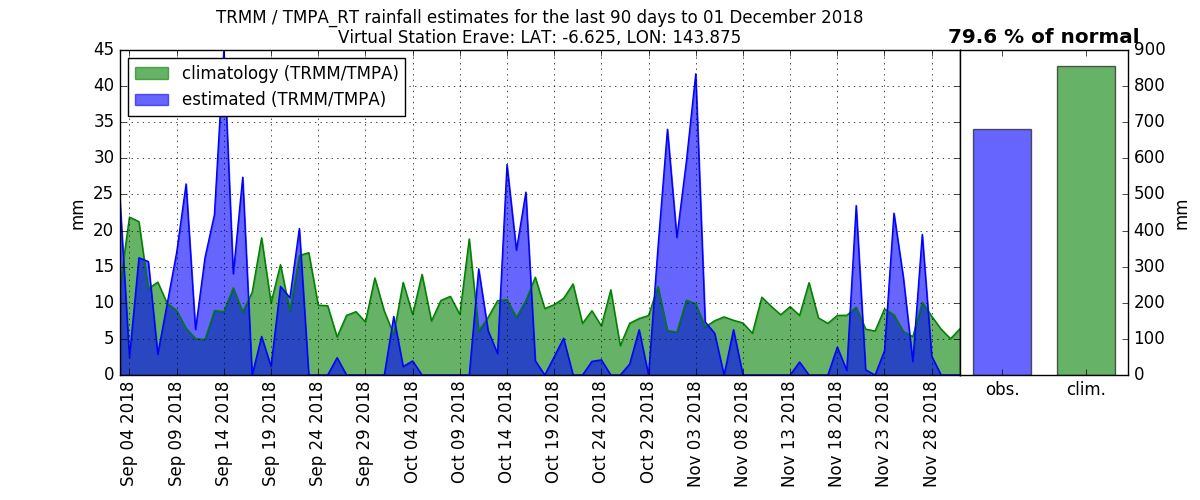 TRMM / TMPA_RT rainfall estimates for the last 90 days to 01 December 2018
Virtual Station Erave: LAT: -6.625, LON: 143.875
79.6 % of normal
climatology (TRMM/TMPA)
estimated (TRMM/TMPA)
mm
45
40
35
30
25
20
15
10
5
0
Sep 04 2018
Sep 09 2018
Sep 14 2018
Sep 19 2018
Sep 24 2018
Sep 29 2018
Oct 04 2018
Oct 09 2018
Oct 14 2018
Oct 19 2018
Oct 24 2018
Oct 29 2018
Nov 03 2018
Nov 08 2018
Nov 13 2018
Nov 18 2018
Nov 23 2018
Nov 28 2018
900
800
700
600
500
400
300
200
100
0
mm
obs.
clim.